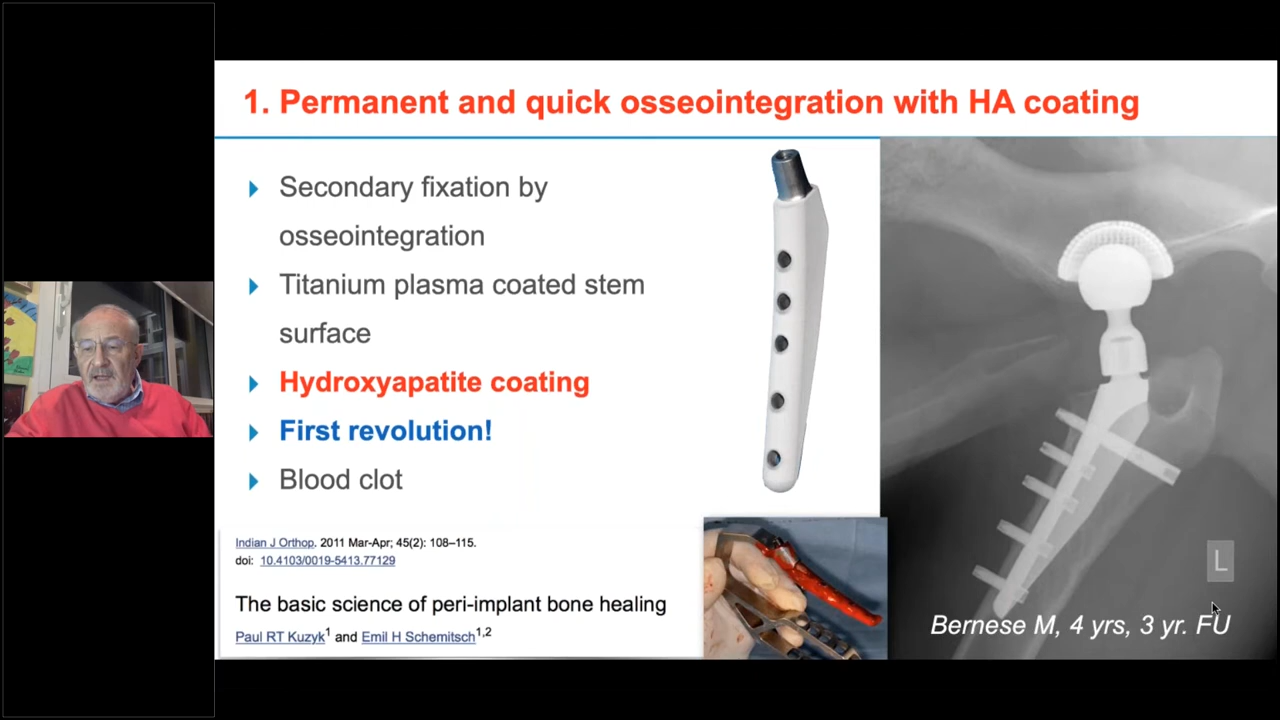 1. Permanent and quick osseointegration with HA coating
Secondary fixation by
osseointegration
Titanium plasma coated stem
surface
Hydroxyapatite coating
First revolution!
Blood clot
Indian J Orthop. 2011 Mar-Apr; 45(2): 108–115.
doi: 10.4103/0019-5413.77129
The basic science of peri-implant bone healing
Paul RT Kuzyk1 and Emil H Schemitsch1,2
L
Bernese M, 4 yrs, 3 yr. FU